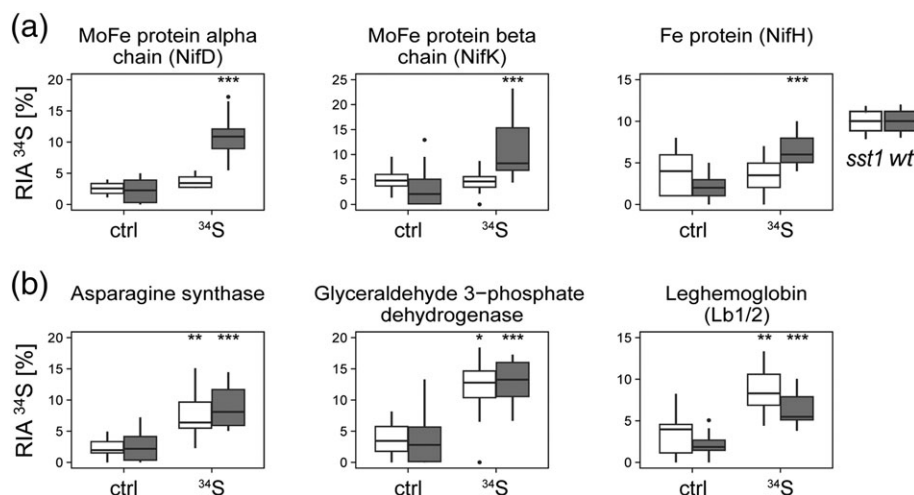 (a)
MoFe protein alpha
chain (NifD)
MoFe protein beta
chain (NifK)
Fe protein (NifH)
RIA ³⁴S [%]
20
15
10
5
0
***
ctrl
³⁴S
25
20
15
10
5
0
***
ctrl
³⁴S
15
10
5
0
***
ctrl
³⁴S
sst1 wt
(b)
Asparagine synthase
Glyceraldehyde 3−phosphate
dehydrogenase
Leghemoglobin
(Lb1/2)
RIA ³⁴S [%]
20
15
10
5
0
** ***
ctrl
³⁴S
20
15
10
5
0
* ***
ctrl
³⁴S
15
10
5
0
** ***
ctrl
³⁴S